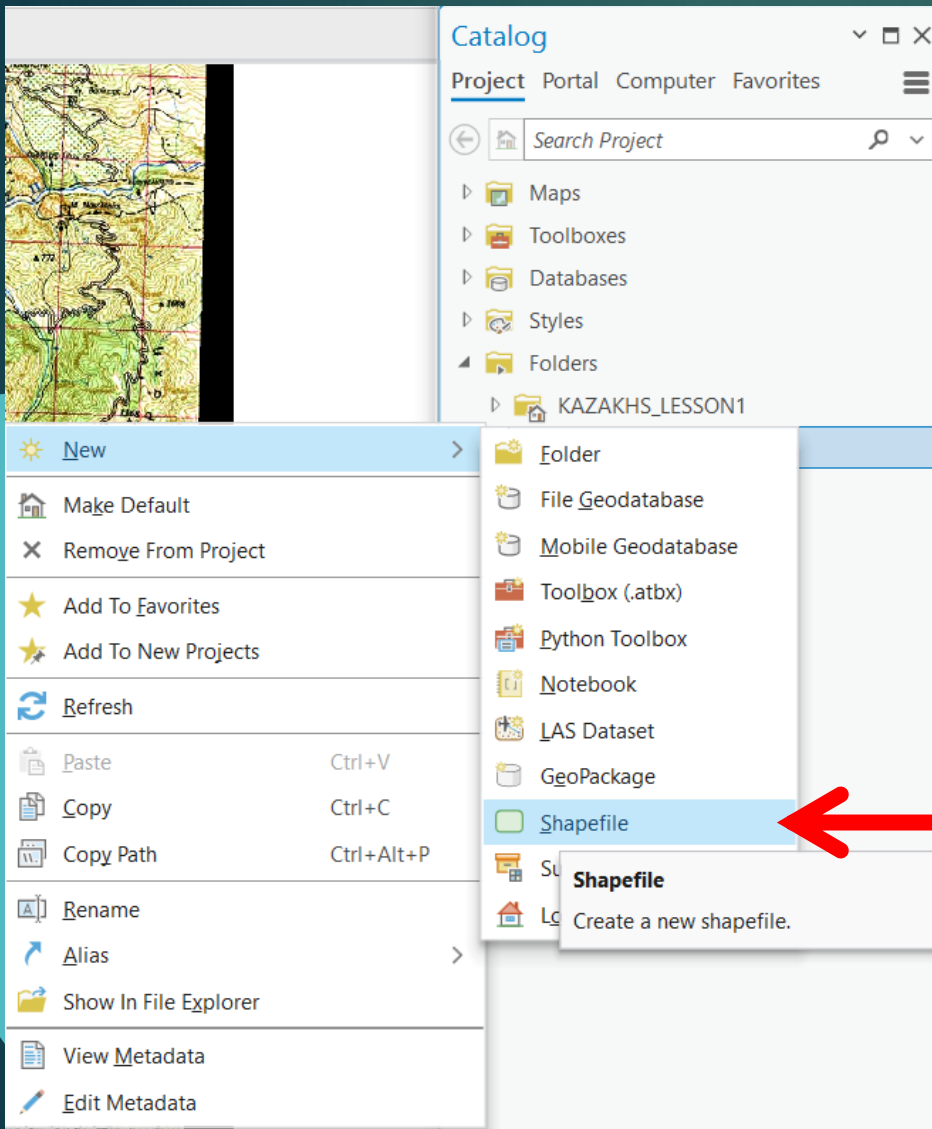 Catalog
Project Portal Computer Favorites
Search Project
Maps
Toolboxes
Databases
Styles
Folders
KAZAKHS_LESSON1
New
Make Default
Remove From Project
Add To Favorites
Add To New Projects
Refresh
Paste Ctrl+V
Copy Ctrl+C
Copy Path Ctrl+Alt+P
Rename
Alias
Show In File Explorer
View Metadata
Edit Metadata
Folder
File Geodatabase
Mobile Geodatabase
Toolbox (.atbx)
Python Toolbox
Notebook
LAS Dataset
GeoPackage
Shapefile
Shapefile
Create a new shapefile.